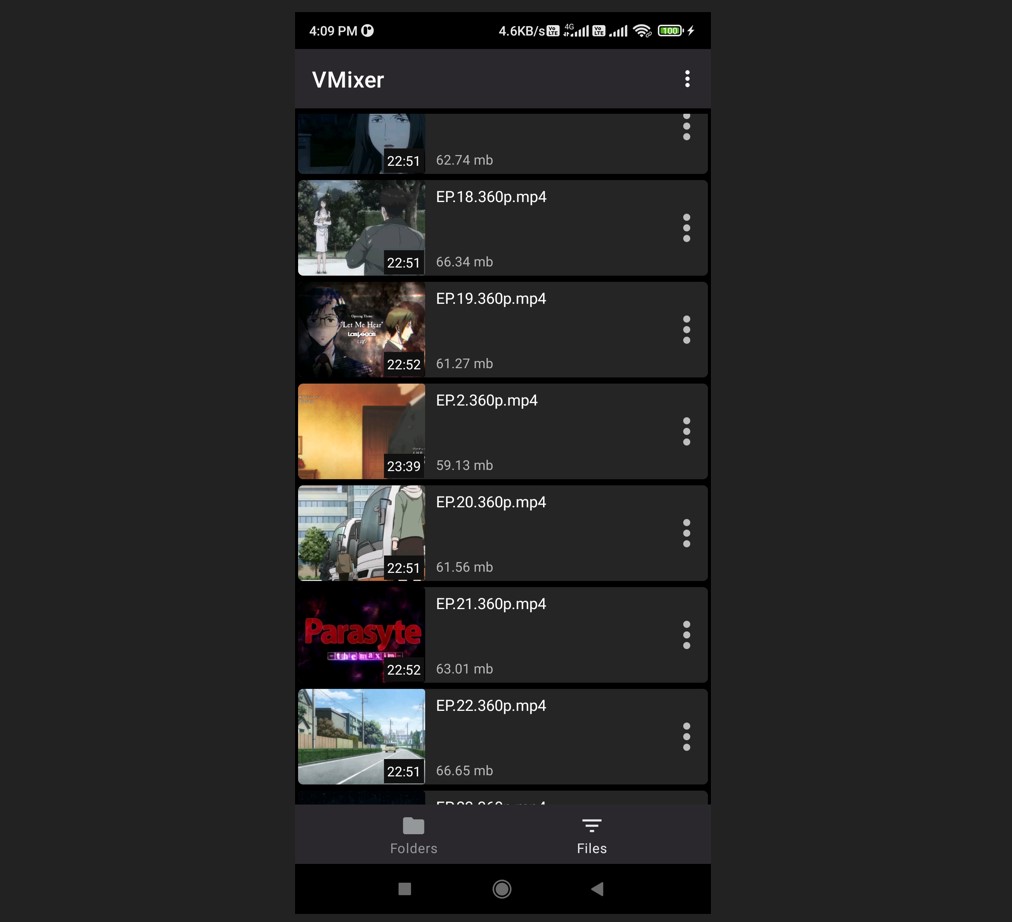 4:09 PM
4.6KB/s
4G
100
VMixer
22:51
62.74 mb
EP.18.360p.mp4
22:51
66.34 mb
EP.19.360p.mp4
Opening Theme
"Let Me Hear"
22:52
61.27 mb
EP.2.360p.mp4
23:39
59.13 mb
EP.20.360p.mp4
22:51
61.56 mb
EP.21.360p.mp4
Parasyte
22:52
63.01 mb
EP.22.360p.mp4
22:51
66.65 mb
Folders
Files